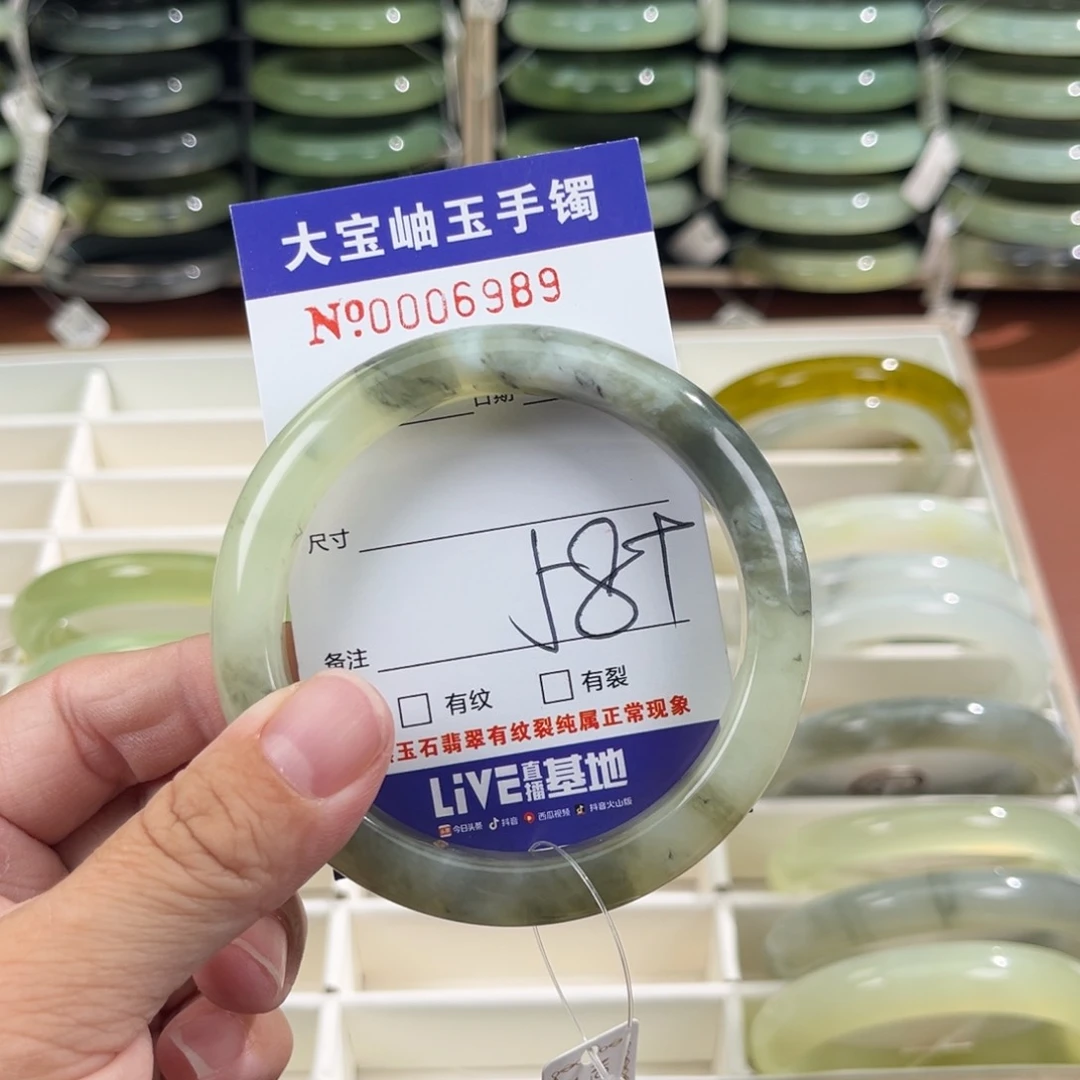 大宝岫玉手镯
Nº:0006989
日期
尺寸
备注
有纹 有裂
玉石翡翠有纹裂纯属正常现象
LiVE直播基地
今日头条 抖音 西瓜视频 抖音火山版